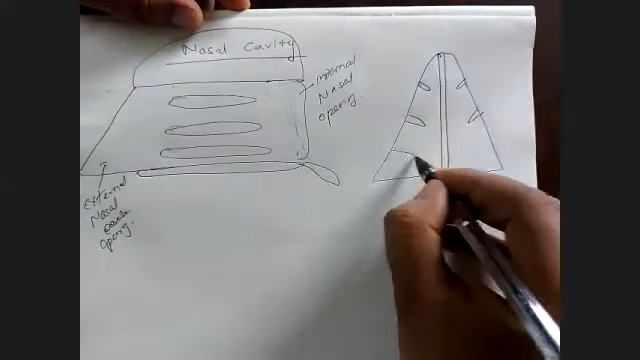 Nasal Cavity
Internal
Nasal
opening.
External
Nasal
opening.